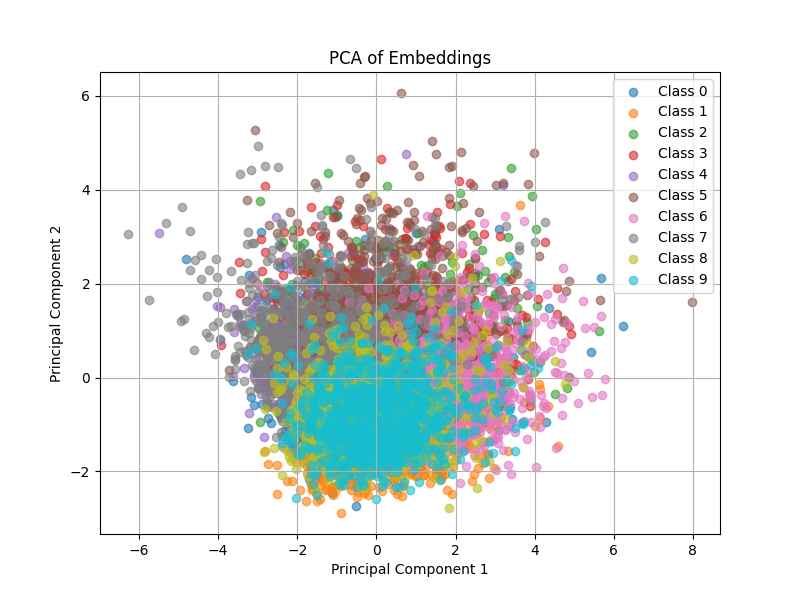 PCA of Embeddings
Class 0
Class 1
Class 2
Class 3
Class 4
Class 5
Class 6
Class 7
Class 8
Class 9
6
4
2
0
−2
Principal Component 2
−6 −4 −2 0 2 4 6 8
Principal Component 1